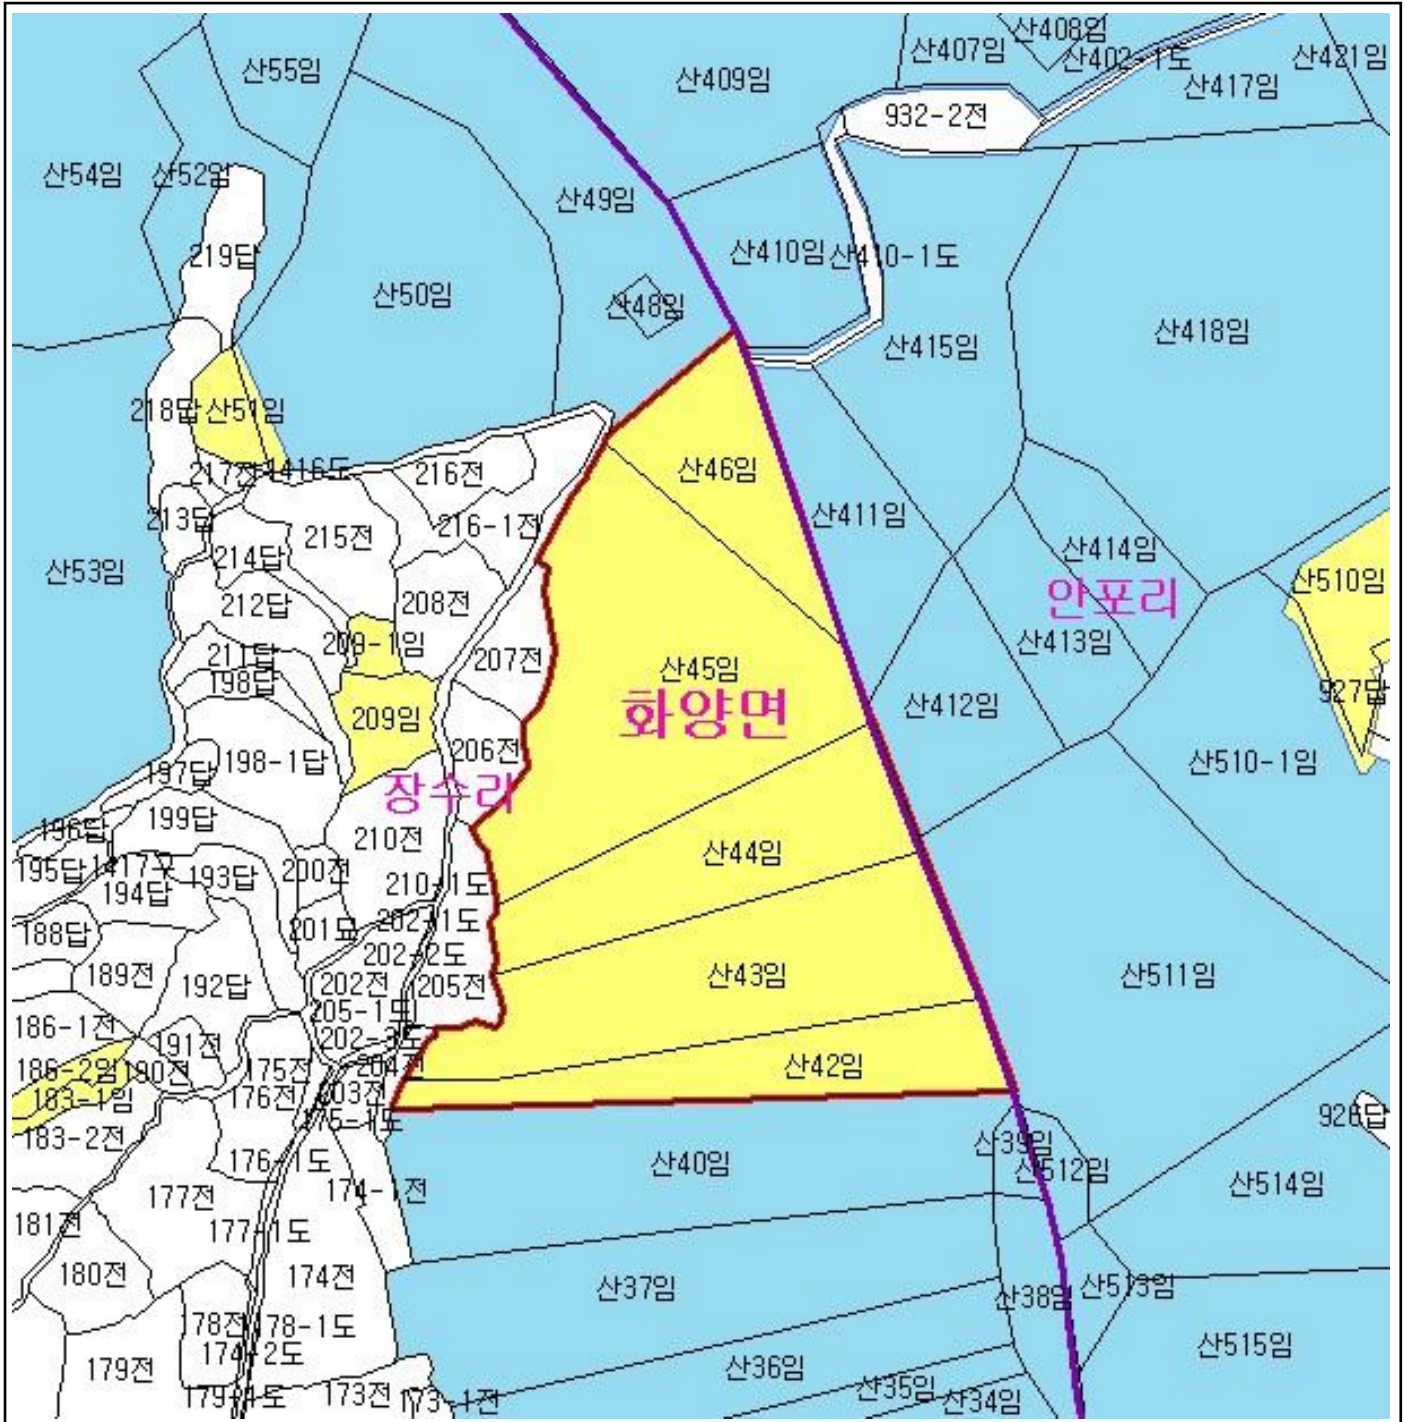 산408임
산407임
산402-1도
산421임
산55임
산409임
산417임
932-2전
산54임
산52임
산49임
219답
산410임
산410-1도
산50임
산48임
산415임
산418임
218답
산51임
217전
1416도
216전
산46임
213답
216-1전
산411임
215전
214답
산414임
산53임
산510임
212답
208전
안포리
209-1임
산413임
211답
207전
산45임
198답
927답
209임
화양면
산412임
206전
198-1답
197답
산510-1임
장수리
199답
196답
210전
산44임
195답
1417구
193답
200전
194답
210-1도
202-1도
201묘
188답
202-2도
189전
192답
202전
205전
산43임
산511임
205-1도
186-1전
202-3도
191전
186-2임
190전
175전
204전
산42임
183-1임
176전
203전
175-1도
926답
183-2전
산39임
176-1도
산40임
산512임
174-1전
177전
산514임
181전
177-1도
180전
174전
산37임
산38임
산513임
178전
178-1도
174-2도
산515임
179전
산36임
179-1도
173전
173-1전
산35임
산34임